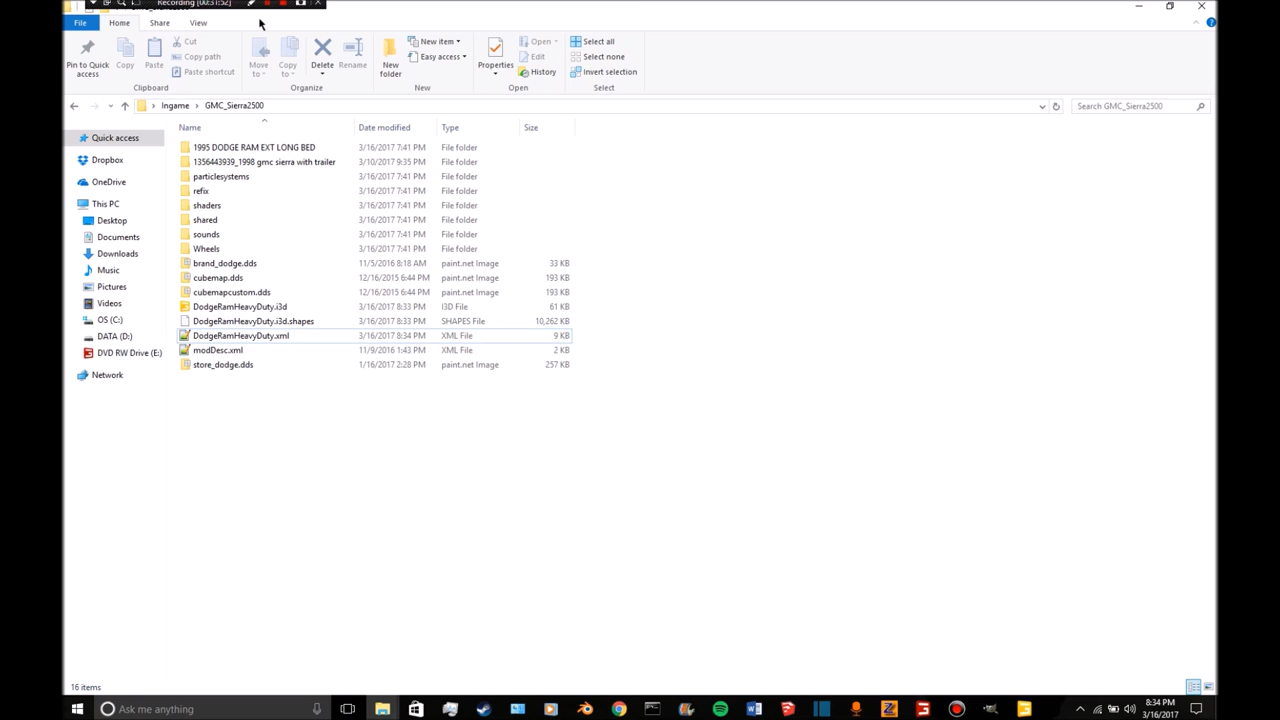 Recording [00:31:52]
File Home Share View
Pin to Quick access
Copy
Paste
Cut
Copy path
Paste shortcut
Clipboard
Move to
Copy to
Delete
Rename
Organize
New folder
New item
Easy access
New
Properties
Open
Edit
History
Open
Select all
Select none
Invert selection
Select
Ingame > GMC_Sierra2500
Search GMC_Sierra2500
Quick access
Dropbox
OneDrive
This PC
Desktop
Documents
Downloads
Music
Pictures
Videos
OS (C:)
DATA (D:)
DVD RW Drive (E:)
Network
Name Date modified Type Size
1995 DODGE RAM EXT LONG BED 3/16/2017 7:41 PM File folder
1356443939_1998 gmc sierra with trailer 3/10/2017 9:35 PM File folder
particlesystems 3/16/2017 7:41 PM File folder
refix 3/16/2017 7:41 PM File folder
shaders 3/16/2017 7:41 PM File folder
shared 3/16/2017 7:41 PM File folder
sounds 3/16/2017 7:41 PM File folder
Wheels 3/16/2017 7:41 PM File folder
brand_dodge.dds 11/5/2016 8:18 AM paint.net Image 33 KB
cubemap.dds 12/16/2015 6:44 PM paint.net Image 193 KB
cubemapcustom.dds 12/16/2015 6:44 PM paint.net Image 193 KB
DodgeRamHeavyDuty.i3d 3/16/2017 8:33 PM I3D File 61 KB
DodgeRamHeavyDuty.i3d.shapes 3/16/2017 8:33 PM SHAPES File 10,262 KB
DodgeRamHeavyDuty.xml 3/16/2017 8:34 PM XML File 9 KB
modDesc.xml 11/9/2016 1:43 PM XML File 2 KB
store_dodge.dds 1/16/2017 2:28 PM paint.net Image 257 KB
16 items
Ask me anything
8:34 PM
3/16/2017